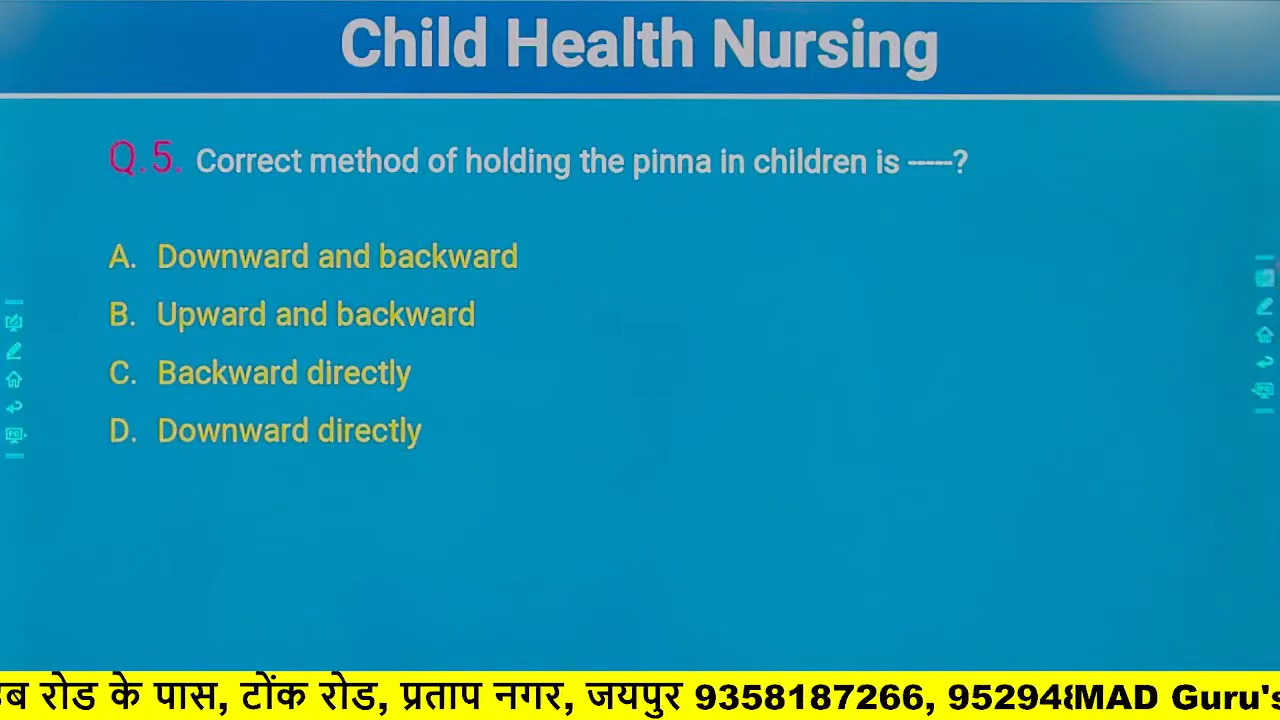 Child Health Nursing
Q.5. Correct method of holding the pinna in children is -----?
A. Downward and backward
B. Upward and backward
C. Backward directly
D. Downward directly
रोड के पास, टोंक रोड, प्रताप नगर, जयपुर 9358187266, MAD Guru's